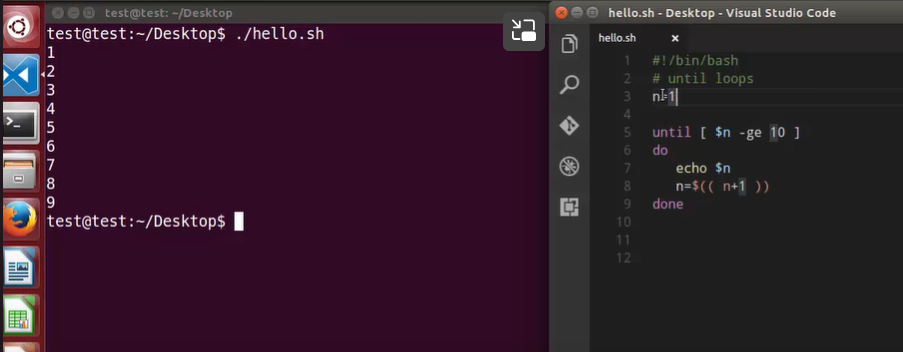 test@test: ~/Desktop
test@test:~/Desktop$ ./hello.sh
1
2
3
4
5
6
7
8
9
test@test:~/Desktop$
hello.sh - Desktop - Visual Studio Code
hello.sh
1 #!/bin/bash
2 # until loops
3 n=1
4
5 until [ $n -ge 10 ]
6 do
7 echo $n
8 n=$(( n+1 ))
9 done
10
11
12